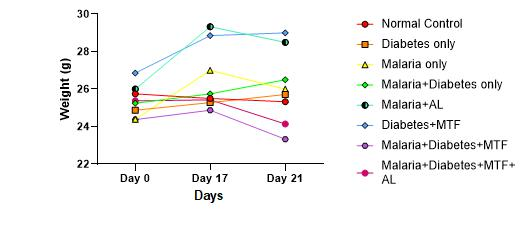 30
28
26
24
22
Weight (g)
Day 0 Day 17 Day 21
Days
Normal Control
Diabetes only
Malaria only
Malaria+Diabetes only
Malaria+AL
Diabetes+MTF
Malaria+Diabetes+MTF
Malaria+Diabetes+MTF+
AL